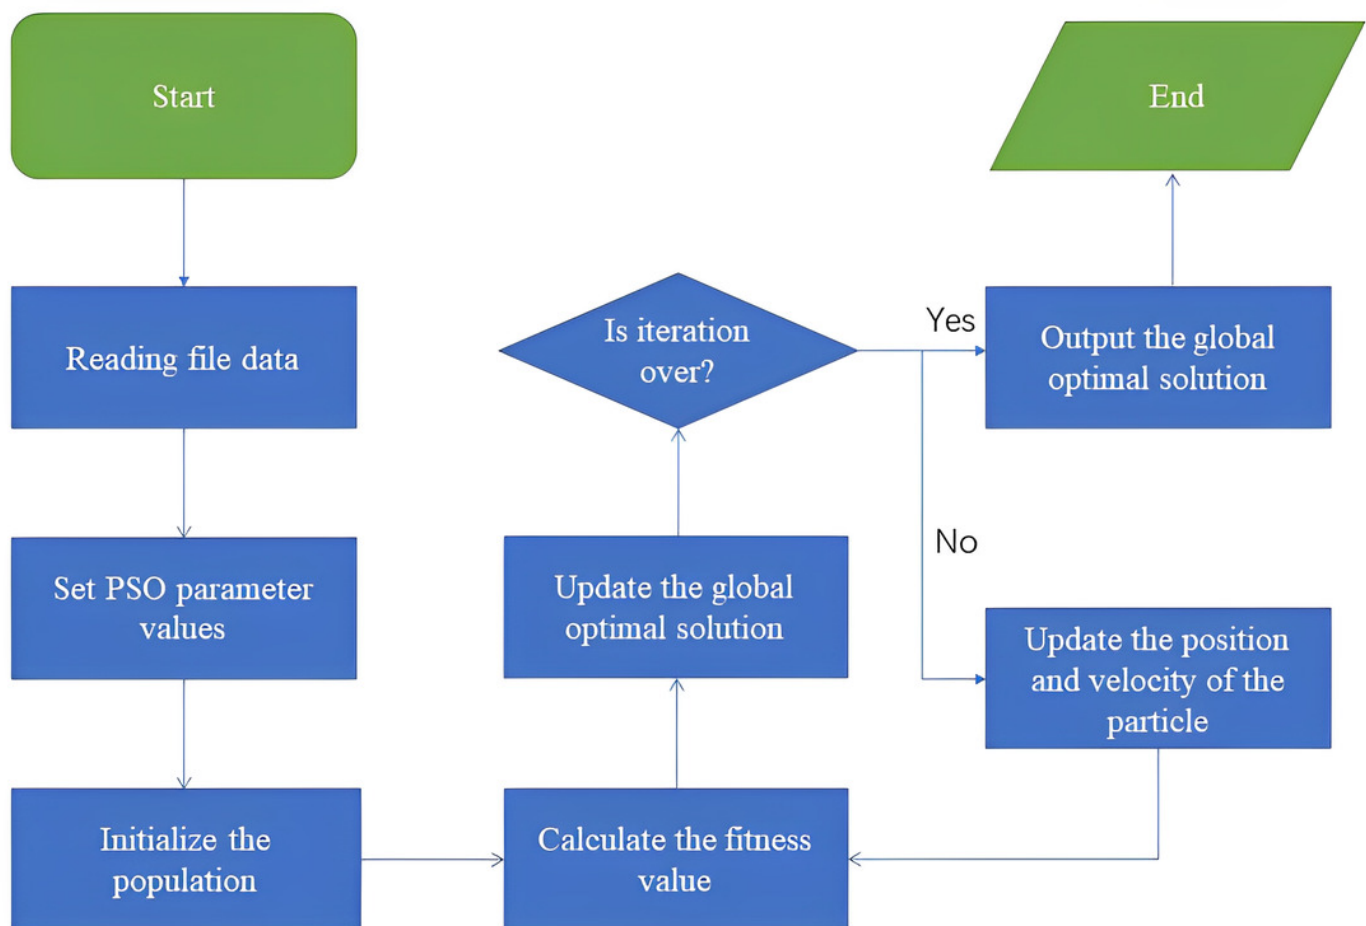 Start
Reading file data
Set PSO parameter
values
Initialize the
population
Calculate the fitness
value
Update the global
optimal solution
Is iteration
over?
Yes
Output the global
optimal solution
End
No
Update the position
and velocity of the
particle